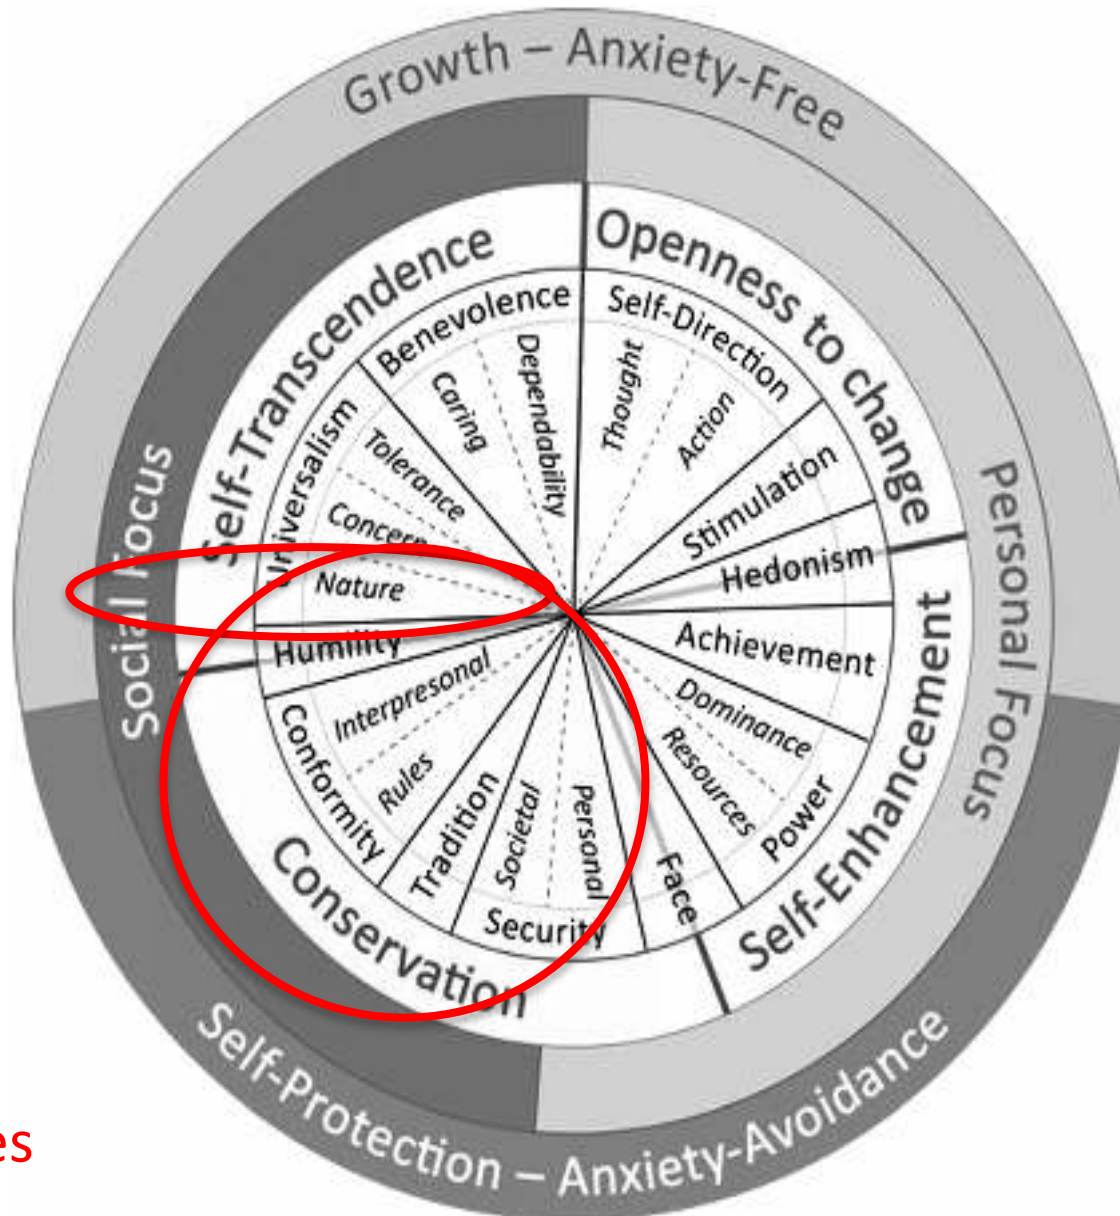 Growth – Anxiety-Free
Social Focus
Personal Focus
Self-Protection – Anxiety-Avoidance
Self-Transcendence
Openness to change
Self-Enhancement
Conservation
Benevolence
Caring
Dependability
Self-Direction
Thought
Action
Stimulation
Hedonism
Achievement
Power
Dominance
Resources
Face
Security
Personal
Societal
Tradition
Conformity
Rules
Interpresonal
Humility
Universalism
Nature
Concern
Tolerance
es